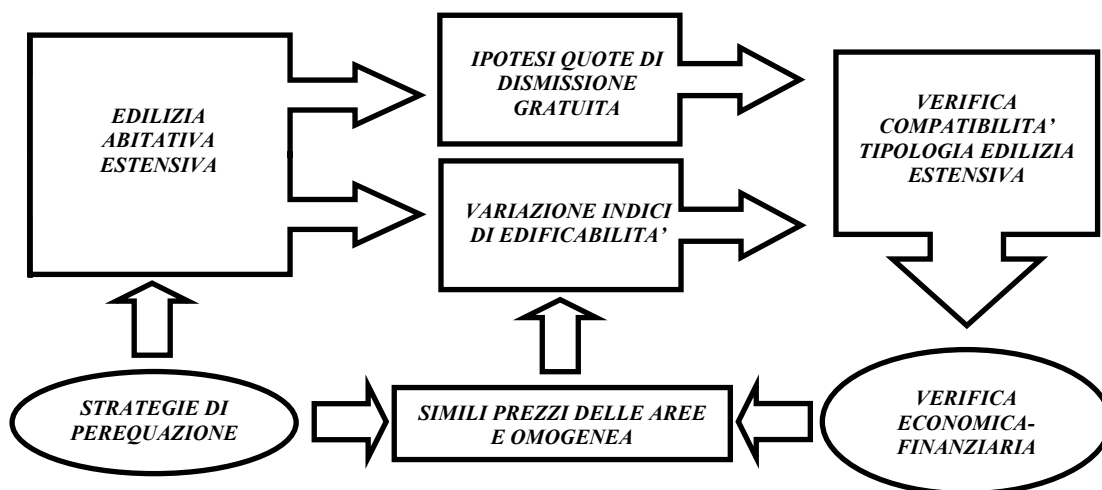 EDILIZIA
ABITATIVA
ESTENSIVA
IPOTESI QUOTE DI
DISMISSIONE
GRATUITA
VARIAZIONE INDICI
DI EDIFICABILITA’
VERIFICA
COMPATIBILITA’
TIPOLOGIA EDILIZIA
ESTENSIVA
STRATEGIE DI
PEREQUAZIONE
SIMILI PREZZI DELLE AREE
E OMOGENEA
VERIFICA
ECONOMICA-
FINANZIARIA